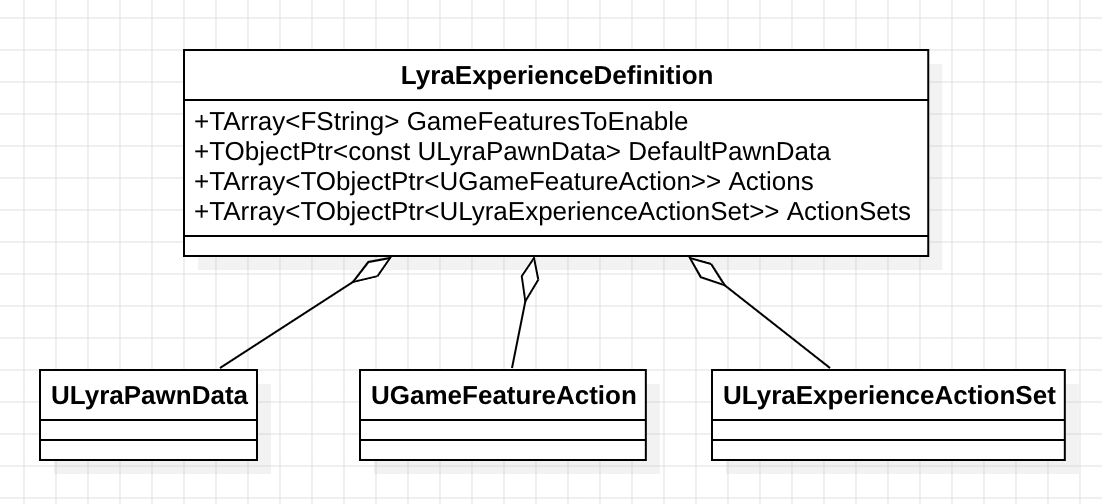 LyraExperienceDefinition
+TArray<FString> GameFeaturesToEnable
+TObjectPtr<const ULyraPawnData> DefaultPawnData
+TArray<TObjectPtr<UGameFeatureAction>> Actions
+TArray<TObjectPtr<ULyraExperienceActionSet>> ActionSets
ULyraPawnData
UGameFeatureAction
ULyraExperienceActionSet